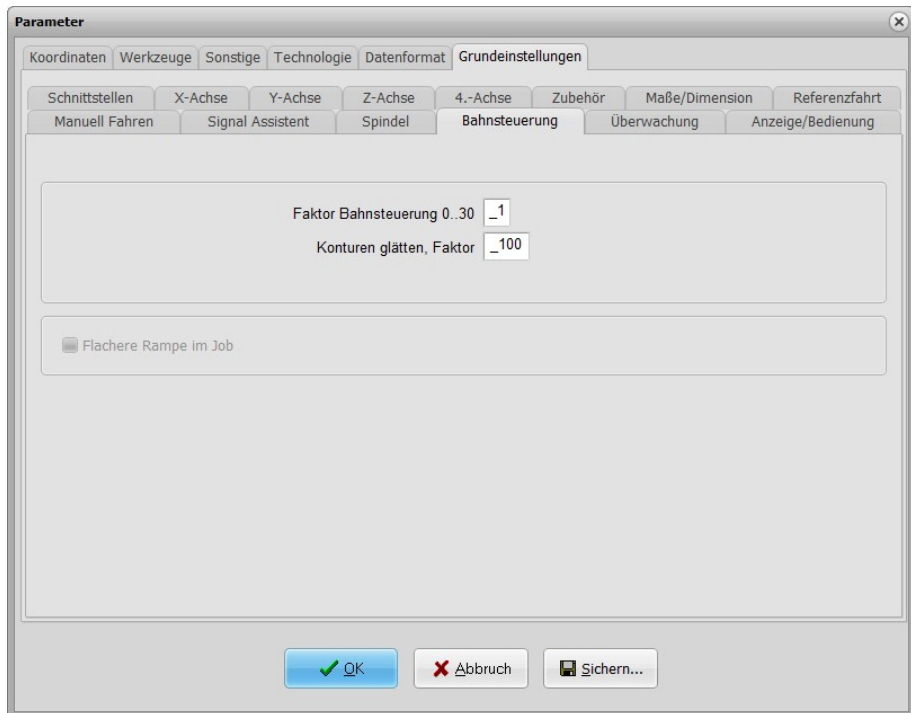 Parameter
Koordinaten Werkzeuge Sonstige Technologie Datenformat Grundeinstellungen
Schnittstellen X-Achse Y-Achse Z-Achse 4.-Achse Zubehör Maße/Dimension Referenzfahrt
Manuell Fahren Signal Assistent Spindel Bahnsteuerung Überwachung Anzeige/Bedienung
Faktor Bahnsteuerung 0..30 _1
Konturen glätten, Faktor _100
Flachere Rampe im Job
OK Abbruch Sichern...